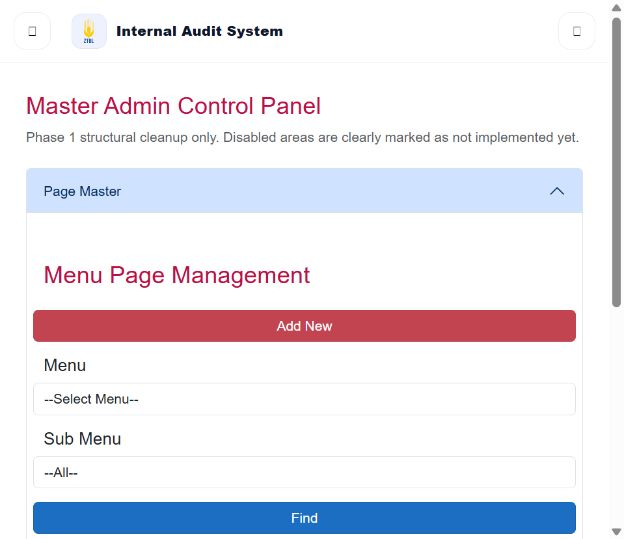 ZTBL
Internal Audit System
Master Admin Control Panel
Phase 1 structural cleanup only. Disabled areas are clearly marked as not implemented yet.
Page Master
Menu Page Management
Add New
Menu
--Select Menu--
Sub Menu
--All--
Find